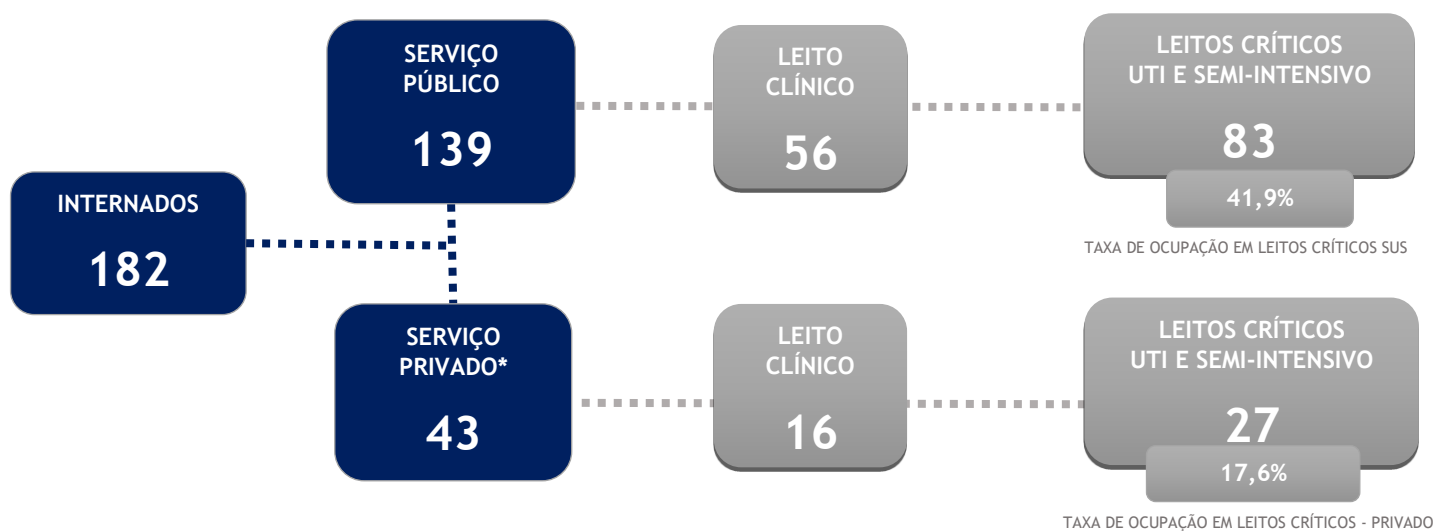 INTERNADOS
182
SERVIÇO
PÚBLICO
139
LEITO
CLÍNICO
56
LEITOS CRÍTICOS
UTI E SEMI-INTENSIVO
83
41,9%
TAXA DE OCUPAÇÃO EM LEITOS CRÍTICOS SUS
SERVIÇO
PRIVADO*
43
LEITO
CLÍNICO
16
LEITOS CRÍTICOS
UTI E SEMI-INTENSIVO
27
17,6%
TAXA DE OCUPAÇÃO EM LEITOS CRÍTICOS - PRIVADO